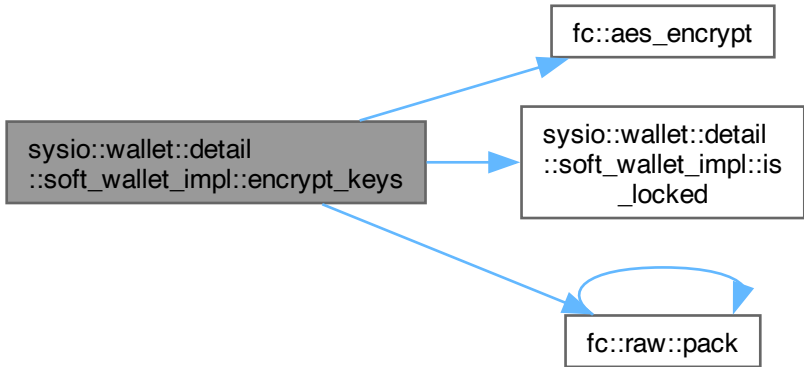 fc::aes_encrypt
sysio::wallet::detail
::soft_wallet_impl::encrypt_keys
sysio::wallet::detail
::soft_wallet_impl::is
_locked
fc::raw::pack